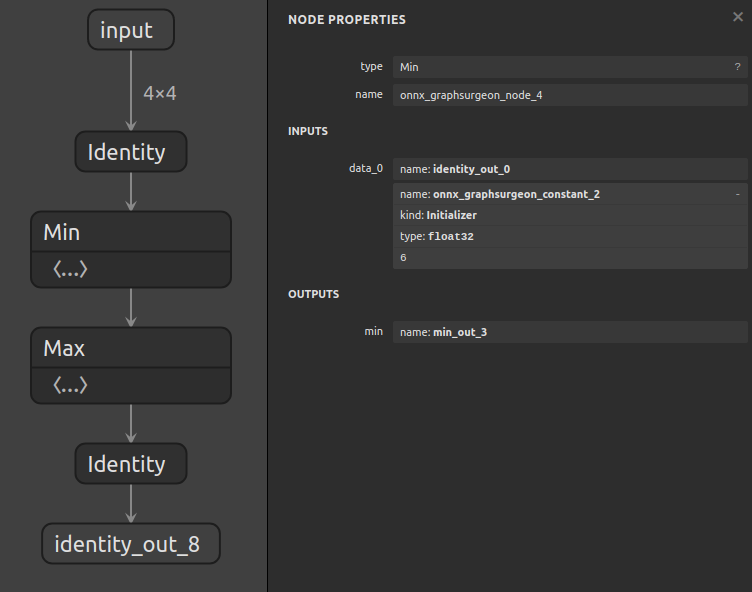 input
4×4
Identity
Min
〈...〉
Max
〈...〉
Identity
identity_out_8
NODE PROPERTIES
×
type
Min
?
name
onnx_graphsurgeon_node_4
INPUTS
data_0
name: identity_out_0
name: onnx_graphsurgeon_constant_2
-
kind: Initializer
type: float32
6
OUTPUTS
min
name: min_out_3